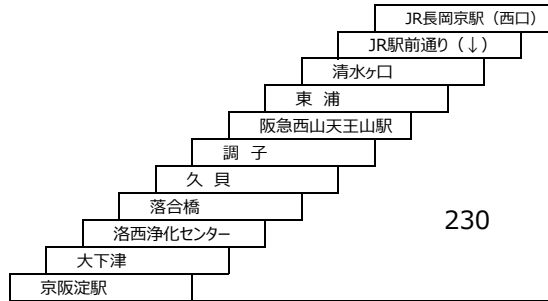 JR長岡京駅（西口）
JR駅前通り（↓）
清水ヶ口
東 浦
阪急西山天王山駅
調 子
久 貝
落合橋
洛西浄化センター
230
大下津
京阪淀駅